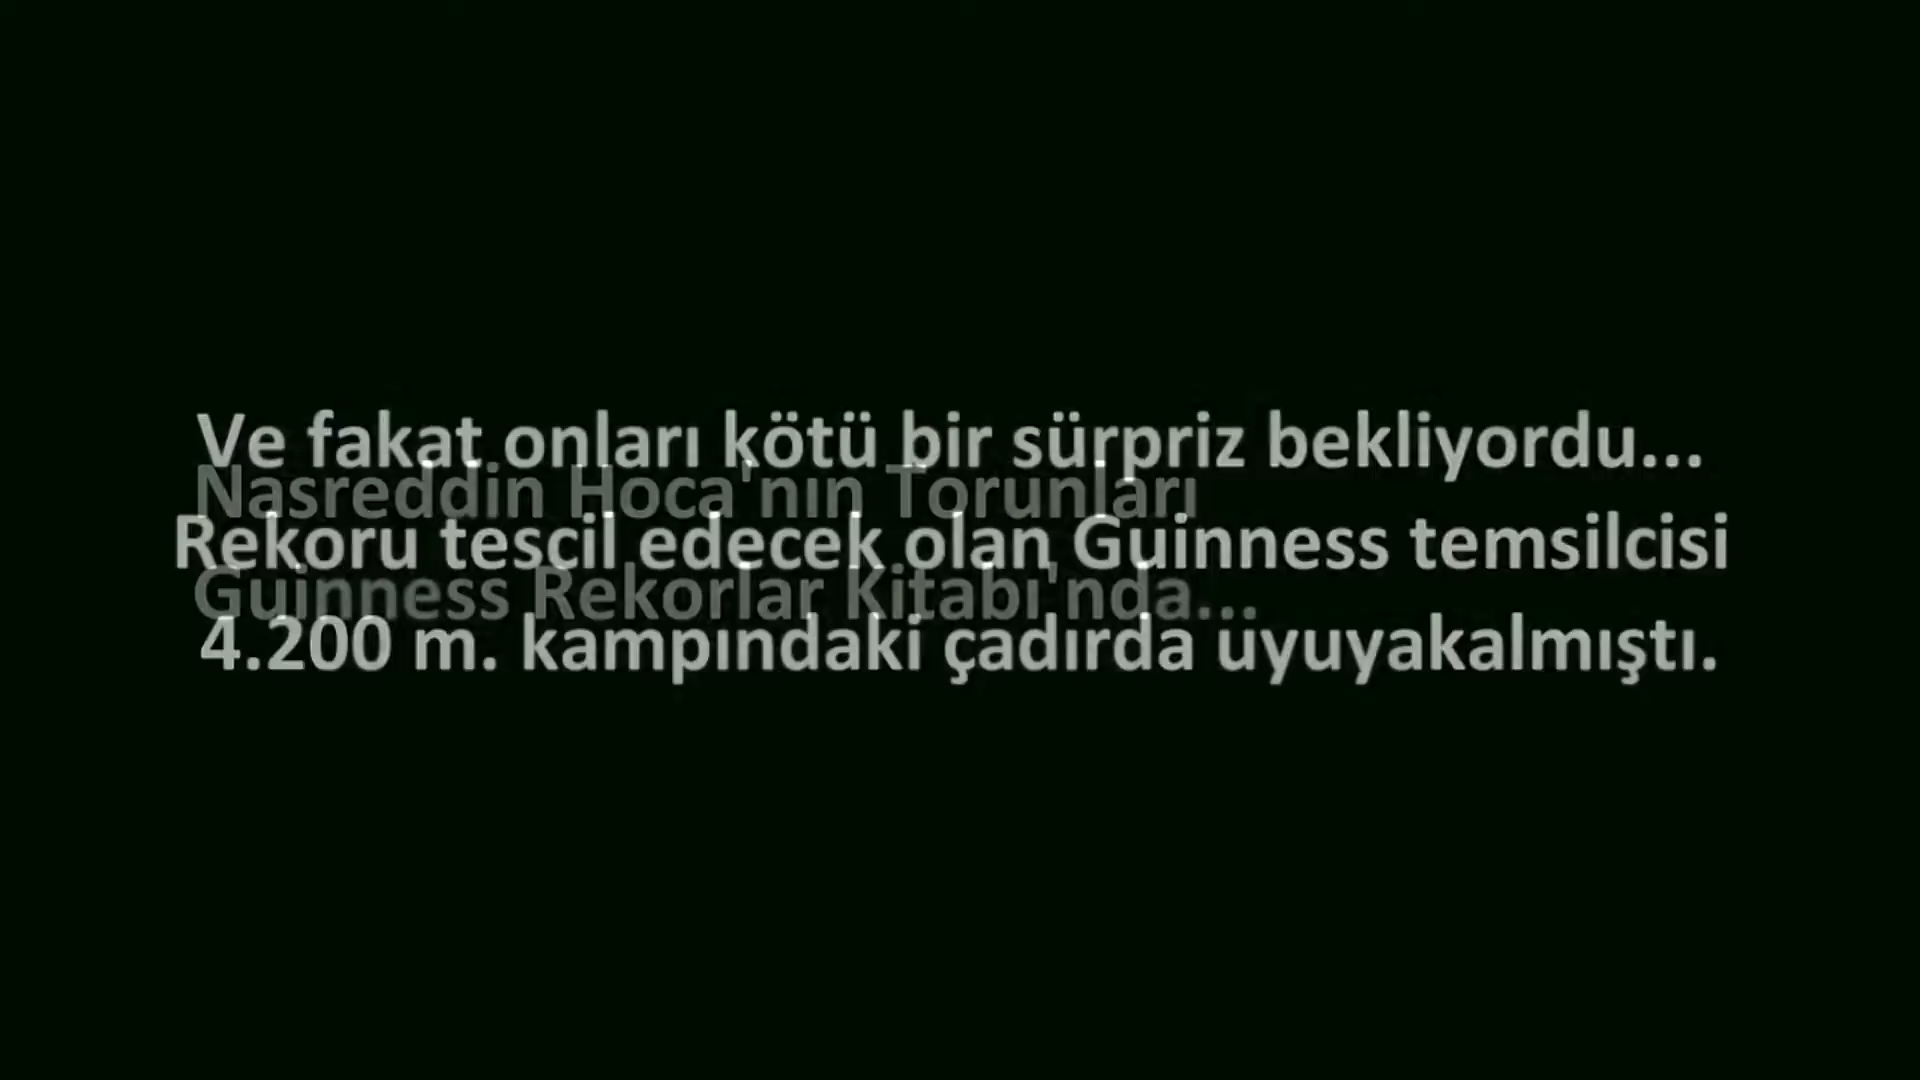 Ve fakat onları kötü bir sürpriz bekliyordu...
Nasreddin Hoca'nın Torunları
Rekoru tescil edecek olan Guinness temsilcisi
Guinness Rekorlar Kitabı'nda...
4.200 m. kampındaki çadırda uyuyakalmıştı.